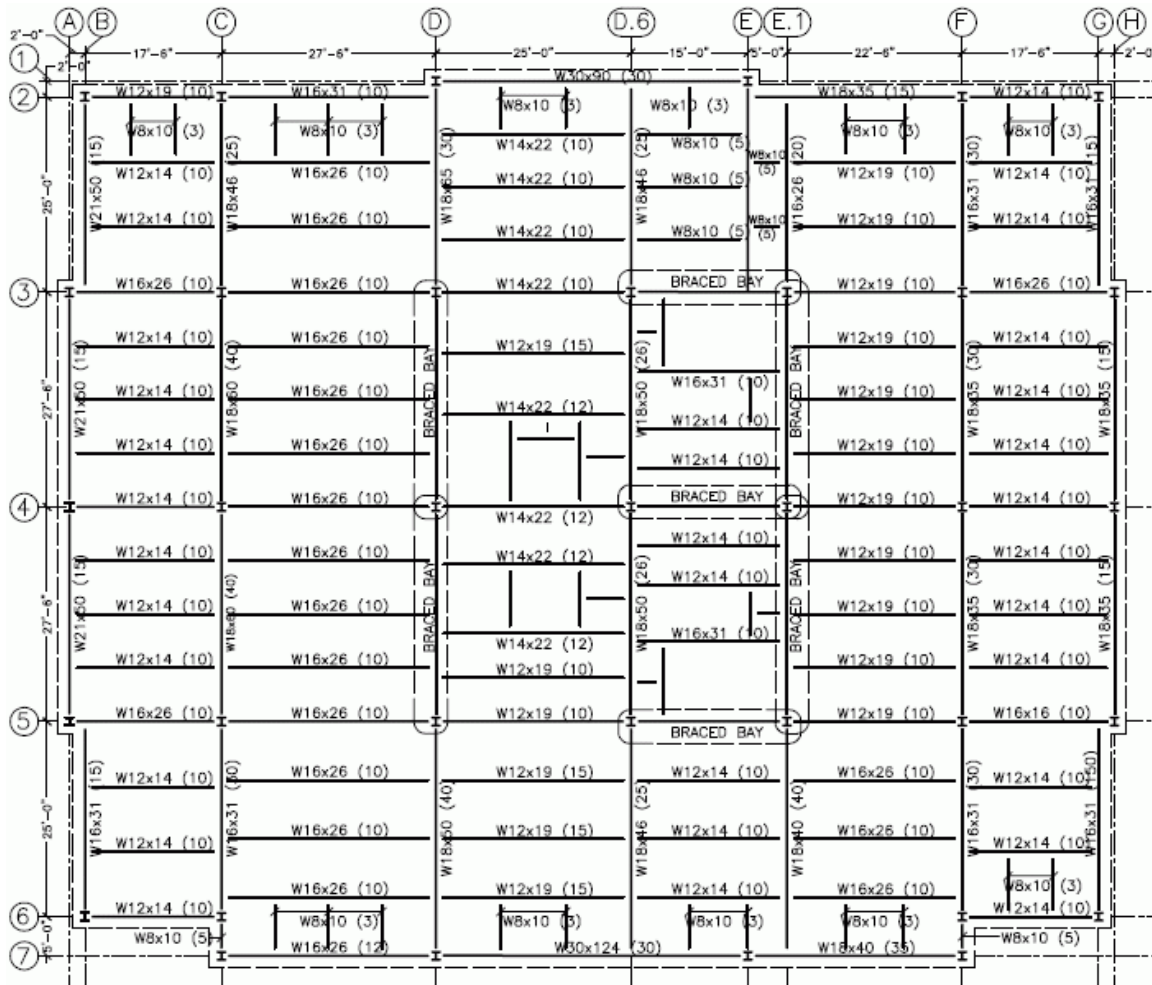 A B C D D.6 E E.1 F G H
2'-0" 17'-6" 27'-6" 25'-0" 15'-0" 5'-0" 22'-6" 17'-6" 2'-0"
1
2'-0"
W30x90 (30)
2
W12x19 (10) W16x31 (10) W18x35 (15) W12x14 (10)
W8x10 (3) W8x10 (3) W8x10 (3) W8x10 (3) W8x10 (3) W8x10 (3)
W14x22 (10) W8x10 (5) W8x10 (5)
W12x14 (10) W16x26 (10) W12x19 (10) W12x14 (10)
W14x22 (10) W8x10 (5)
W21x50 (15) W18x46 (25) W18x65 (30) W18x46 (25) W16x26 (20) W16x31 (30) W16x31 (15)
25'-0"
W12x14 (10) W16x26 (10) W8x10 (5) W12x19 (10) W12x14 (10)
W14x22 (10) W8x10 (5)
3
W16x26 (10) W16x26 (10) W14x22 (10) BRACED BAY W12x19 (10) W16x26 (10)
W12x14 (10) W16x26 (10) W12x19 (15) W12x19 (10) W12x14 (10)
W16x31 (10)
W12x14 (10) W16x26 (10) W14x22 (12) W12x19 (10) W12x14 (10)
27'-6"
W21x50 (15) W18x60 (40) BRACED BAY W18x50 (26) BRACED BAY W18x35 (30) W18x35 (15)
W12x14 (10)
W12x14 (10) W16x26 (10) W12x14 (10) W12x19 (10) W12x14 (10)
4
W12x14 (10) W16x26 (10) W14x22 (12) BRACED BAY W12x19 (10) W12x14 (10)
W12x14 (10)
W12x14 (10) W16x26 (10) W14x22 (12) W12x19 (10) W12x14 (10)
W12x14 (10)
27'-6"
W21x50 (15) W18x60 (40) BRACED BAY W18x50 (26) BRACED BAY W18x35 (30) W18x35 (15)
W12x14 (10) W16x26 (10) W12x19 (10) W12x14 (10)
W14x22 (12) W16x31 (10)
W12x14 (10) W16x26 (10) W12x19 (10) W12x19 (10) W12x14 (10)
5
W16x26 (10) W16x26 (10) W12x19 (10) BRACED BAY W12x19 (10) W16x16 (10)
W12x14 (10) W16x26 (10) W12x19 (15) W12x14 (10) W16x26 (10) W12x14 (10)
25'-0"
W16x31 (15) W16x31 W18x50 (40) W18x46 (25) W18x40 (40) W16x31 (30) W16x31 (150)
W12x14 (10) W16x26 (10) W12x19 (15) W12x14 (10) W16x26 (10) W12x14 (10)
W16x26 (10) W12x19 (15) W12x14 (10) W16x26 (10) W8x10 (3)
6
W12x14 (10) W8x10 (3) W8x10 (3) W8x10 (3) W8x10 (3) W12x14 (10)
5'-0"
W8x10 (5) W8x10 (5)
7
W16x26 (12) W30x124 (30) W18x40 (35)